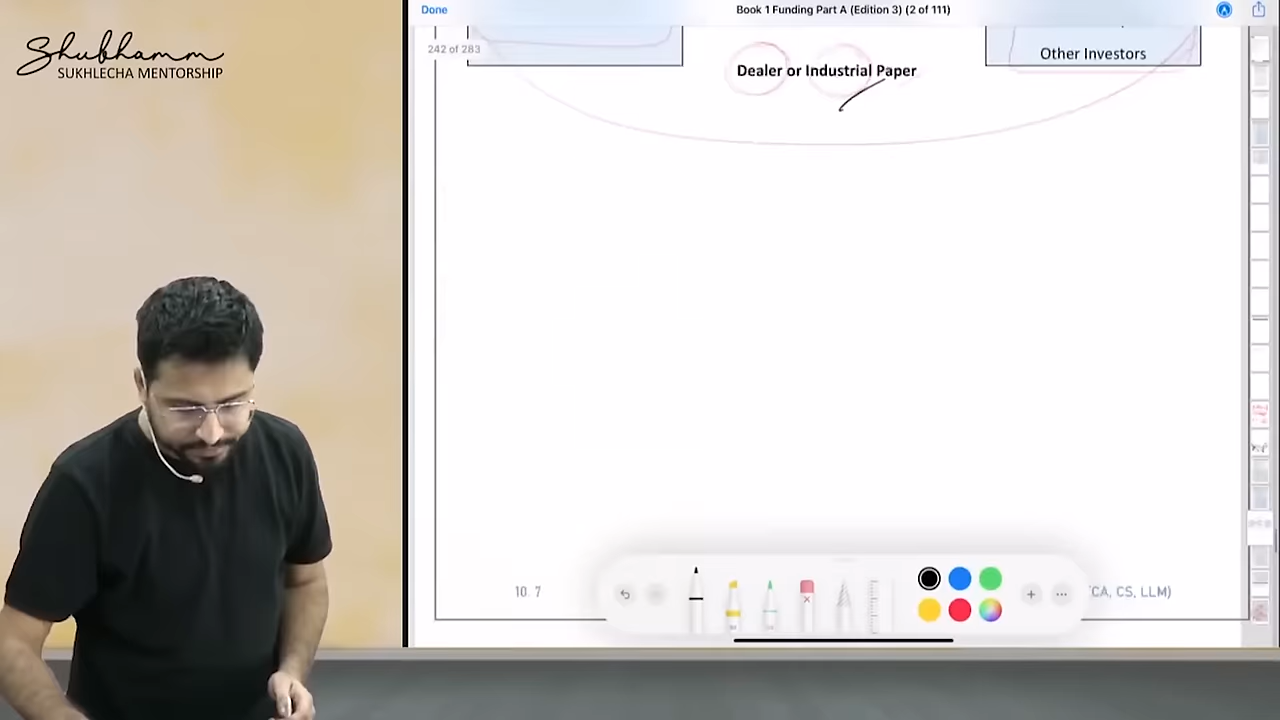 Shubhamm
SUKHLECHA MENTORSHIP
Done
Book 1 Funding Part A (Edition 3) (2 of 111)
242 of 283
Other Investors
Dealer or Industrial Paper
10. 7
CA, CS, LLM)